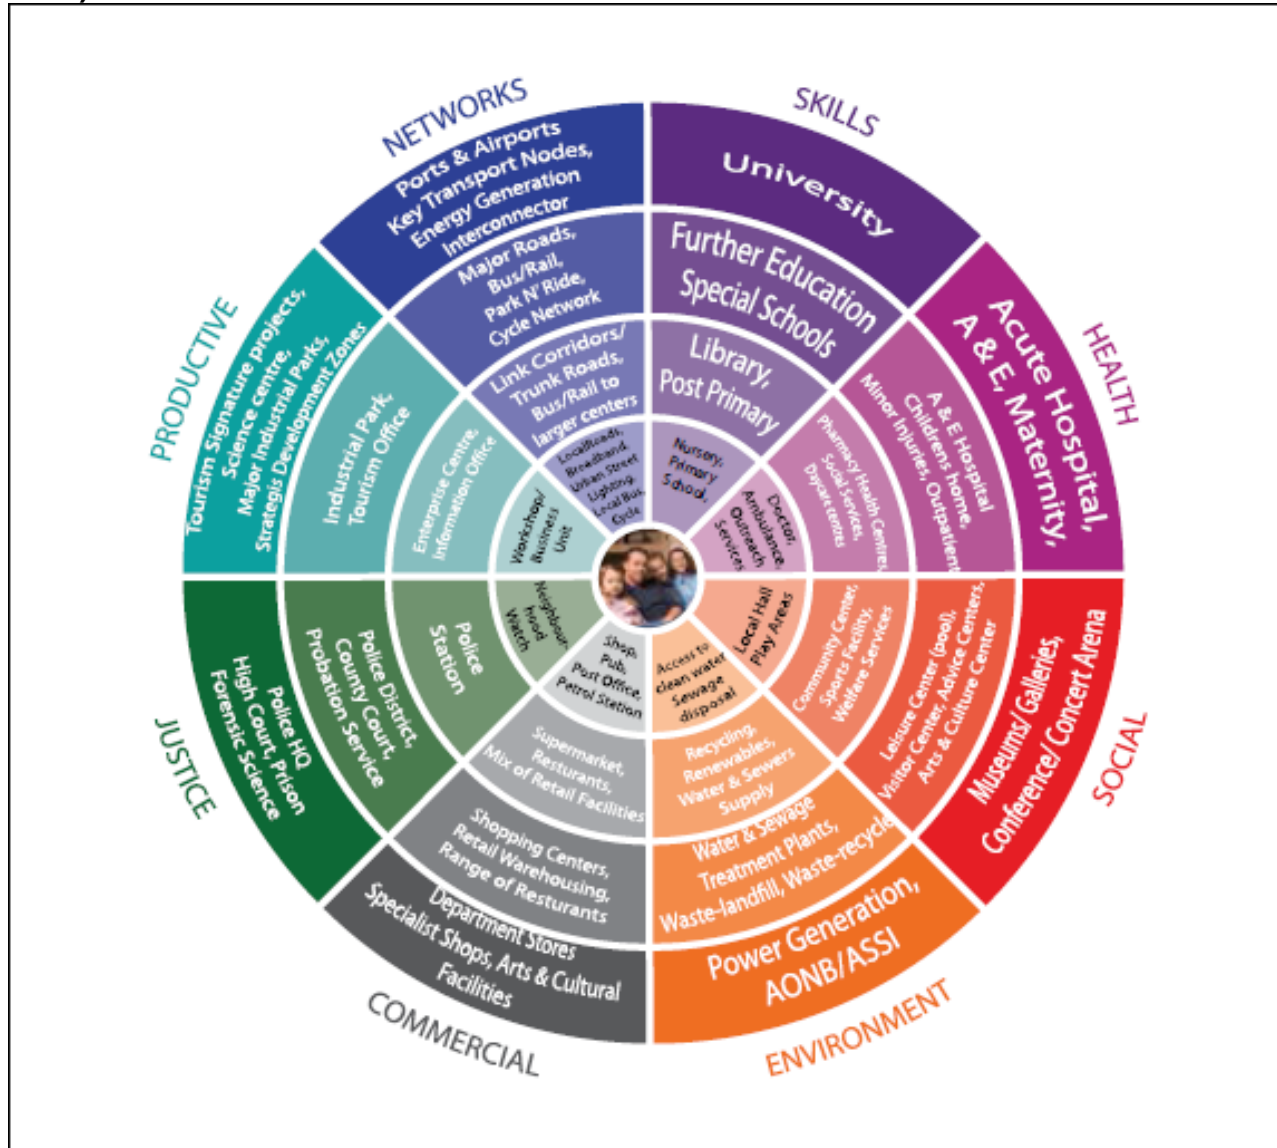 NETWORKS
Ports & Airports
Key Transport Nodes,
Energy Generation
Interconnector
Major Roads,
Bus/Rail,
Park N' Ride,
Cycle Network
Link Corridors/
Trunk Roads,
Bus/Rail to
larger centers
LocalRoads,
Broadband
Urban Street
Lighting,
Local Bus,
Cycle
SKILLS
University
Further Education
Special Schools
Library,
Post Primary
Nursery,
Primary
School,
HEALTH
Acute Hospital,
A & E, Maternity,
A & E Hospital
Childrens home,
Minor Injuries, Outpatient
Pharmacy Health Centres,
Social Services,
Daycare centres
Doctor,
Ambulance,
Outreach
Services
SOCIAL
Museums/ Galleries,
Conference/ Concert Arena
Leisure Center (pool),
Visitor Center, Advice Centers,
Arts & Culture Center
Community Center,
Sports Facility,
Welfare Services
Local Hall
Play Areas
ENVIRONMENT
Power Generation,
AONB/ASSI
Water & Sewage
Treatment Plants,
Waste-landfill, Waste-recycle
Recycling,
Renewables,
Water & Sewers
Supply
Access to
clean water
Sewage
disposal
COMMERCIAL
Department Stores
Specialist Shops, Arts & Cultural
Facilities
Shopping Centers,
Retail Warehousing,
Range of Resturants
Supermarket,
Resturants,
Mix of Retail Facilities
Shop,
Pub,
Post Office,
Petrol Station
JUSTICE
Police HQ
High Court, Prison
Forensic Science
Police District,
County Court,
Probation Service
Police
Station
Neighbour-
hood
Watch
PRODUCTIVE
Tourism Signature projects,
Science centre,
Major Industrial Parks,
Strategis Development Zones
Industrial Park,
Tourism Office
Enterprise Centre,
Information Office
Workshop/
Business
Unit